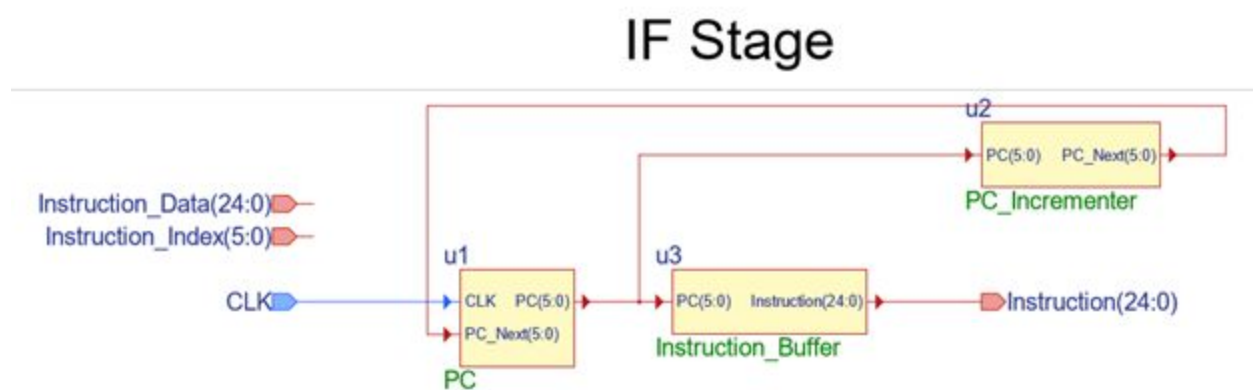 IF Stage
u2
PC(5:0) PC_Next(5:0)
PC_Incrementer
Instruction_Data(24:0)
Instruction_Index(5:0)
u1
u3
CLK
CLK PC(5:0)
PC(5:0) Instruction(24:0)
Instruction(24:0)
PC_Next(5:0)
Instruction_Buffer
PC